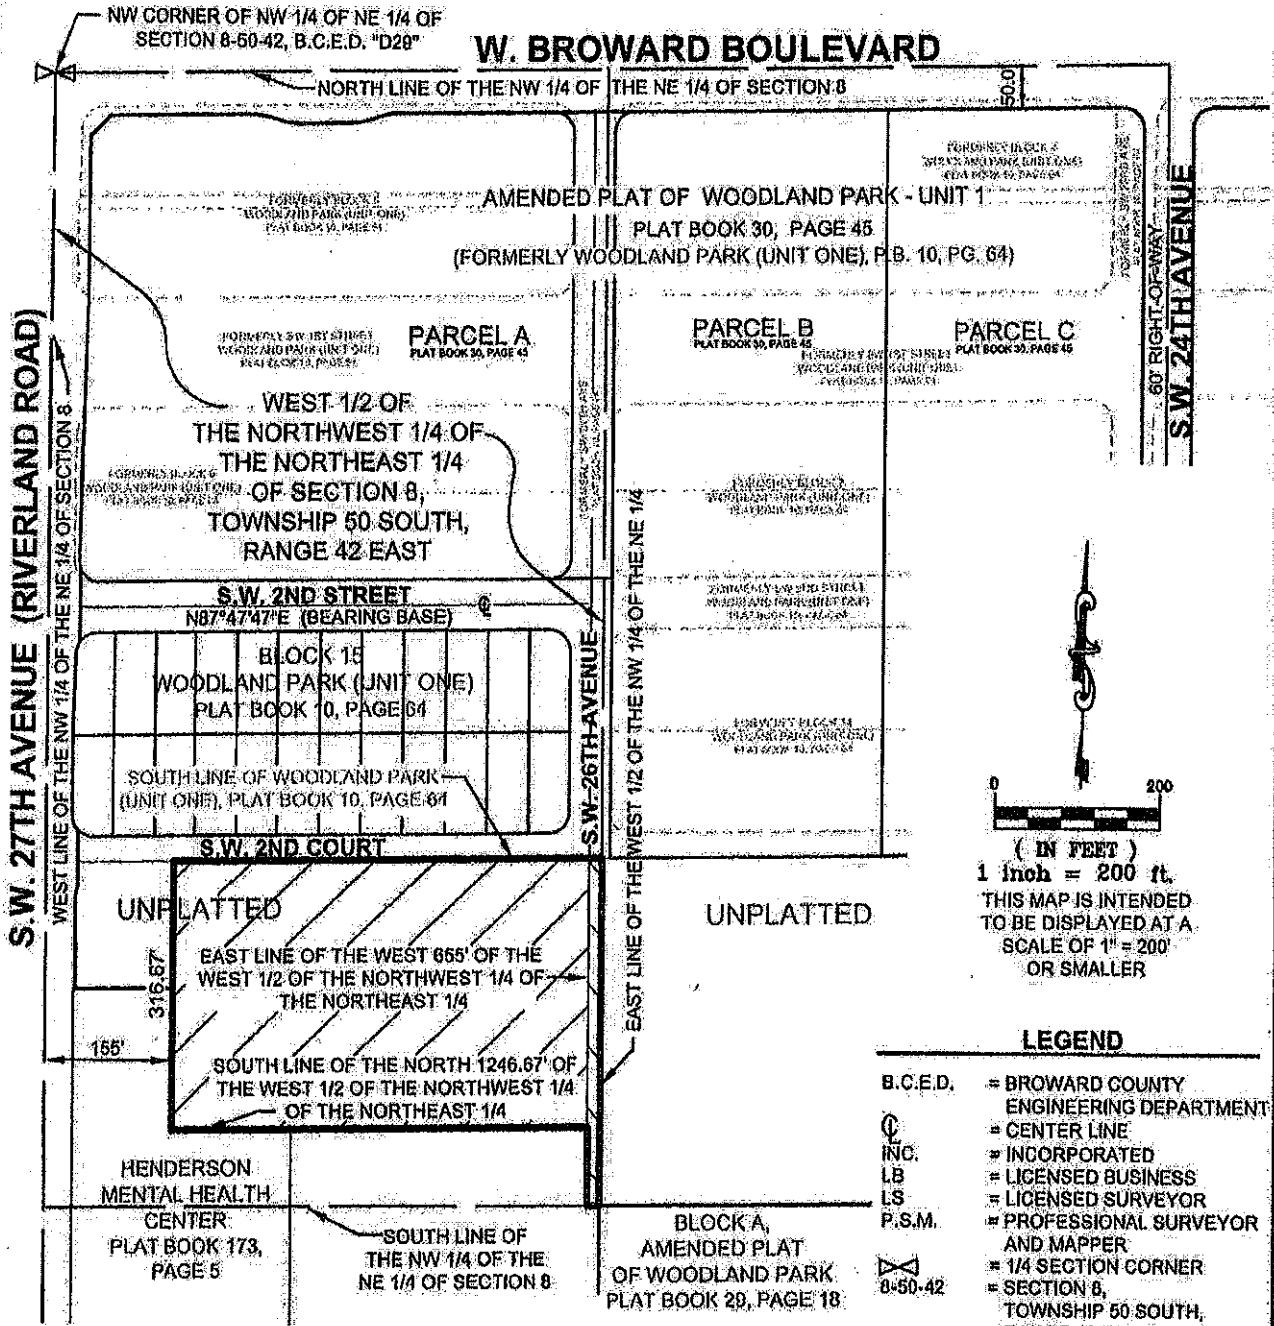 NW CORNER OF NW 1/4 OF NE 1/4 OF
SECTION 8-50-42, B.C.E.D. "D29"
W. BROWARD BOULEVARD
NORTH LINE OF THE NW 1/4 OF THE NE 1/4 OF SECTION 8
50.0
AMENDED PLAT OF WOODLAND PARK - UNIT 1
PLAT BOOK 30, PAGE 45
(FORMERLY WOODLAND PARK (UNIT ONE), P.B. 10, PG. 64)
PARCEL A
PLAT BOOK 30, PAGE 45
PARCEL B
PLAT BOOK 30, PAGE 45
PARCEL C
PLAT BOOK 30, PAGE 45
60' RIGHT-OF-WAY
S.W. 24TH AVENUE
S.W. 27TH AVENUE (RIVERLAND ROAD)
WEST LINE OF THE NW 1/4 OF THE NE 1/4 OF SECTION 8
WEST 1/2 OF
THE NORTHWEST 1/4 OF
THE NORTHEAST 1/4
OF SECTION 8,
TOWNSHIP 50 SOUTH,
RANGE 42 EAST
S.W. 2ND STREET
N87°47'47"E (BEARING BASE)
BLOCK 15
WOODLAND PARK (UNIT ONE)
PLAT BOOK 10, PAGE 64
SOUTH LINE OF WOODLAND PARK
(UNIT ONE), PLAT BOOK 10, PAGE 64
S.W. 2ND COURT
S.W. 26TH AVENUE
EAST LINE OF THE WEST 1/2 OF THE NW 1/4 OF THE NE 1/4
0 200
( IN FEET )
1 inch = 200 ft.
THIS MAP IS INTENDED
TO BE DISPLAYED AT A
SCALE OF 1" = 200'
OR SMALLER
UNPLATTED
UNPLATTED
EAST LINE OF THE WEST 655' OF THE
WEST 1/2 OF THE NORTHWEST 1/4 OF
THE NORTHEAST 1/4
316.67'
155'
SOUTH LINE OF THE NORTH 1246.67' OF
THE WEST 1/2 OF THE NORTHWEST 1/4
OF THE NORTHEAST 1/4
HENDERSON
MENTAL HEALTH
CENTER
PLAT BOOK 173,
PAGE 5
SOUTH LINE OF
THE NW 1/4 OF THE
NE 1/4 OF SECTION 8
BLOCK A,
AMENDED PLAT
OF WOODLAND PARK
PLAT BOOK 29, PAGE 18
LEGEND
B.C.E.D. = BROWARD COUNTY
ENGINEERING DEPARTMENT
= CENTER LINE
INC. = INCORPORATED
LB = LICENSED BUSINESS
LS = LICENSED SURVEYOR
P.S.M. = PROFESSIONAL SURVEYOR
AND MAPPER
= 1/4 SECTION CORNER
8-50-42 = SECTION 8,
TOWNSHIP 50 SOUTH,